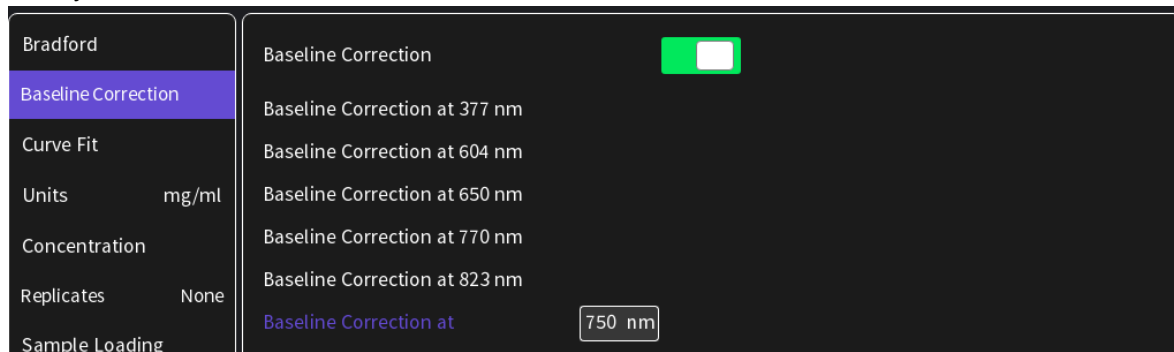 Bradford
Baseline Correction
Curve Fit
Units mg/ml
Concentration
Replicates None
Sample Loading
Baseline Correction
Baseline Correction at 377 nm
Baseline Correction at 604 nm
Baseline Correction at 650 nm
Baseline Correction at 770 nm
Baseline Correction at 823 nm
Baseline Correction at 750 nm